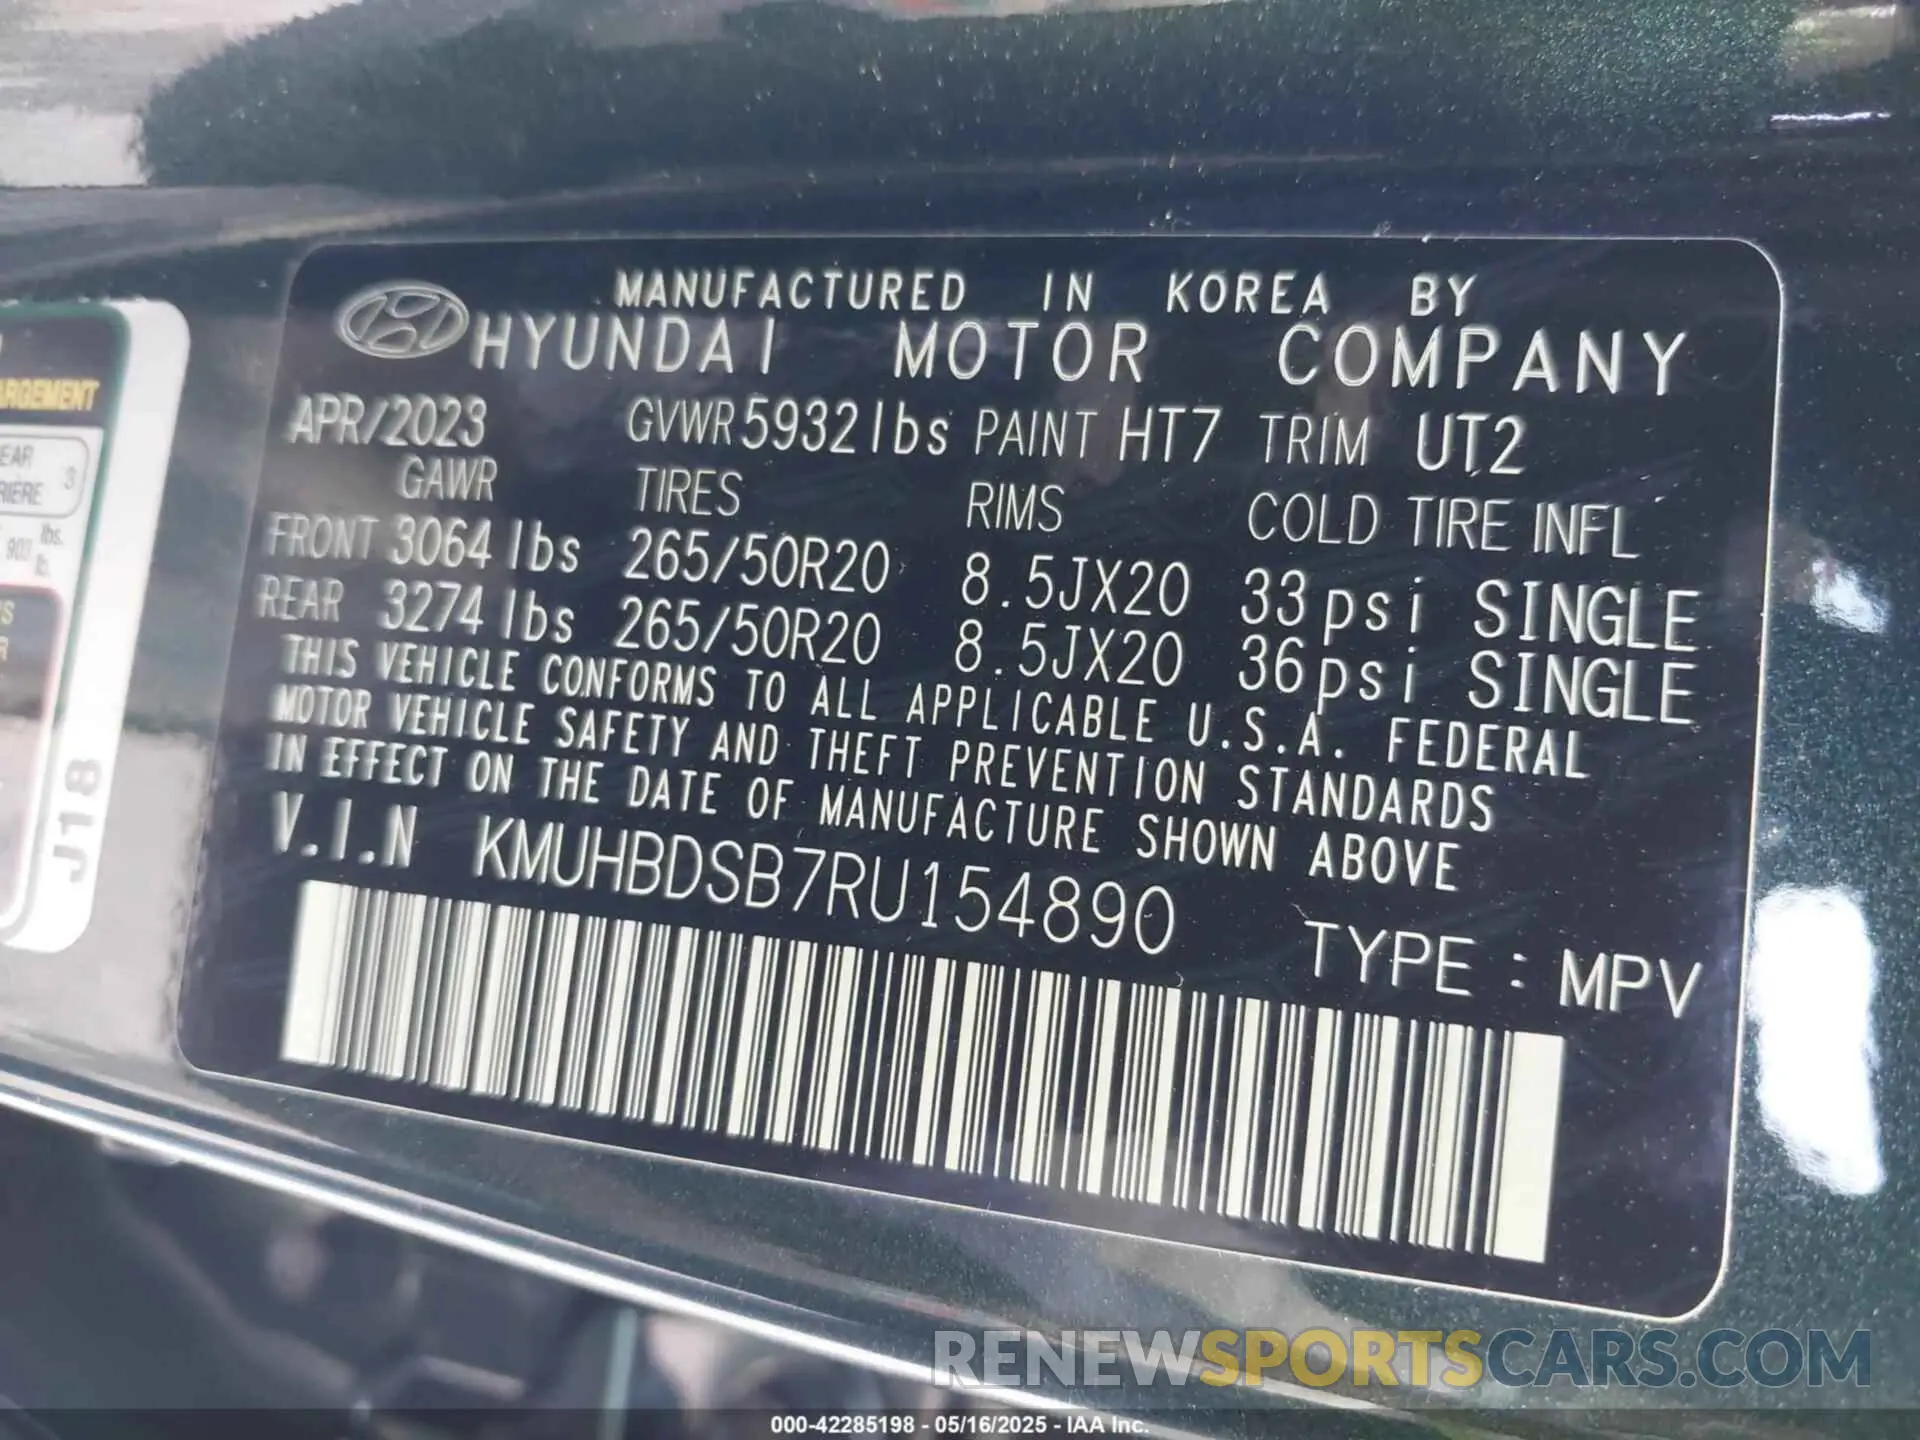 MANUFACTURED IN KOREA BY
HYUNDAI MOTOR COMPANY
APR/2023 GVWR 5932 lbs PAINT HT7 TRIM UT2
GAWR TIRES RIMS COLD TIRE INFL
FRONT 3064 lbs 265/50R20 8.5JX20 33psi SINGLE
REAR 3274 lbs 265/50R20 8.5JX20 36psi SINGLE
THIS VEHICLE CONFORMS TO ALL APPLICABLE U.S.A. FEDERAL
MOTOR VEHICLE SAFETY AND THEFT PREVENTION STANDARDS
IN EFFECT ON THE DATE OF MANUFACTURE SHOWN ABOVE
V.I.N KMUHBDSB7RU154890
TYPE : MPV
J18
RENEWSPORTSCARS.COM
000-42285198 - 05/16/2025 - IAA Inc.